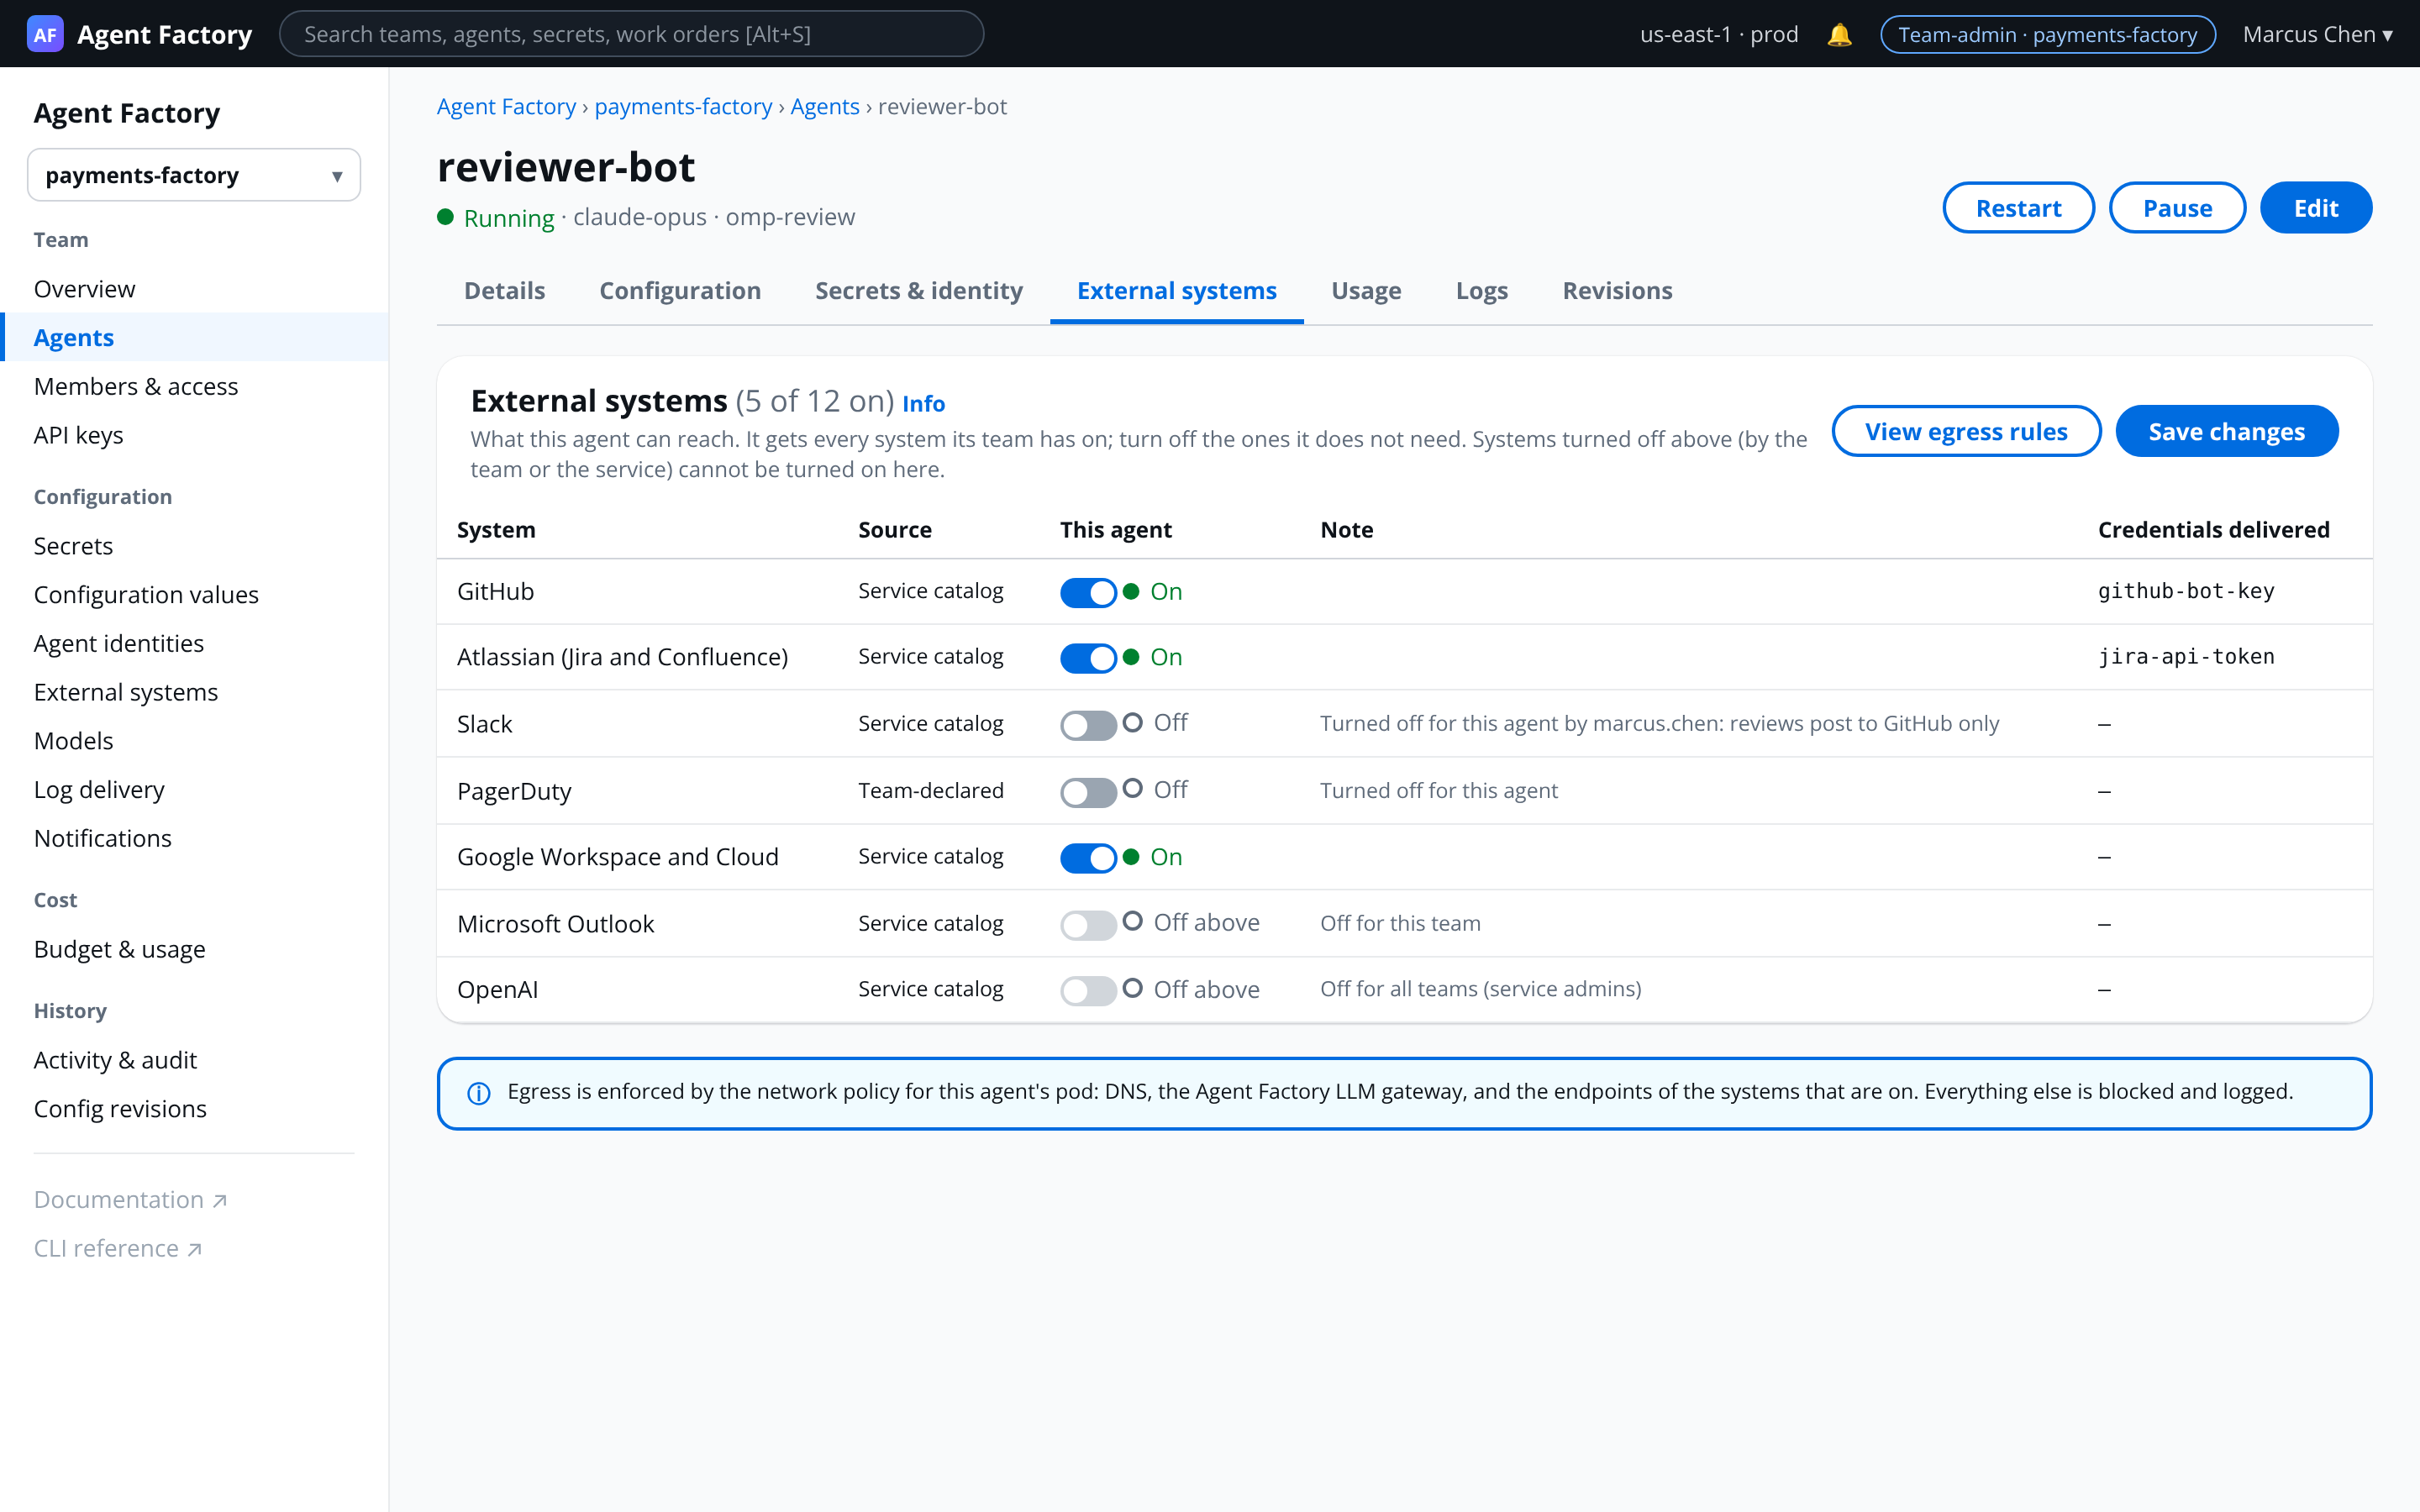 AF Agent Factory
Search teams, agents, secrets, work orders [Alt+S]
us-east-1 · prod
Team-admin · payments-factory
Marcus Chen ▾
Agent Factory
payments-factory ▾
Team
Overview
Agents
Members & access
API keys
Configuration
Secrets
Configuration values
Agent identities
External systems
Models
Log delivery
Notifications
Cost
Budget & usage
History
Activity & audit
Config revisions
Documentation ↗
CLI reference ↗
Agent Factory › payments-factory › Agents › reviewer-bot
reviewer-bot
Running · claude-opus · omp-review
Restart Pause Edit
Details Configuration Secrets & identity External systems Usage Logs Revisions
External systems (5 of 12 on) Info
What this agent can reach. It gets every system its team has on; turn off the ones it does not need. Systems turned off above (by the
team or the service) cannot be turned on here.
View egress rules Save changes
System Source This agent Note Credentials delivered
GitHub Service catalog On github-bot-key
Atlassian (Jira and Confluence) Service catalog On jira-api-token
Slack Service catalog Off Turned off for this agent by marcus.chen: reviews post to GitHub only –
PagerDuty Team-declared Off Turned off for this agent –
Google Workspace and Cloud Service catalog On –
Microsoft Outlook Service catalog Off above Off for this team –
OpenAI Service catalog Off above Off for all teams (service admins) –
Egress is enforced by the network policy for this agent's pod: DNS, the Agent Factory LLM gateway, and the endpoints of the systems that are on. Everything else is blocked and logged.